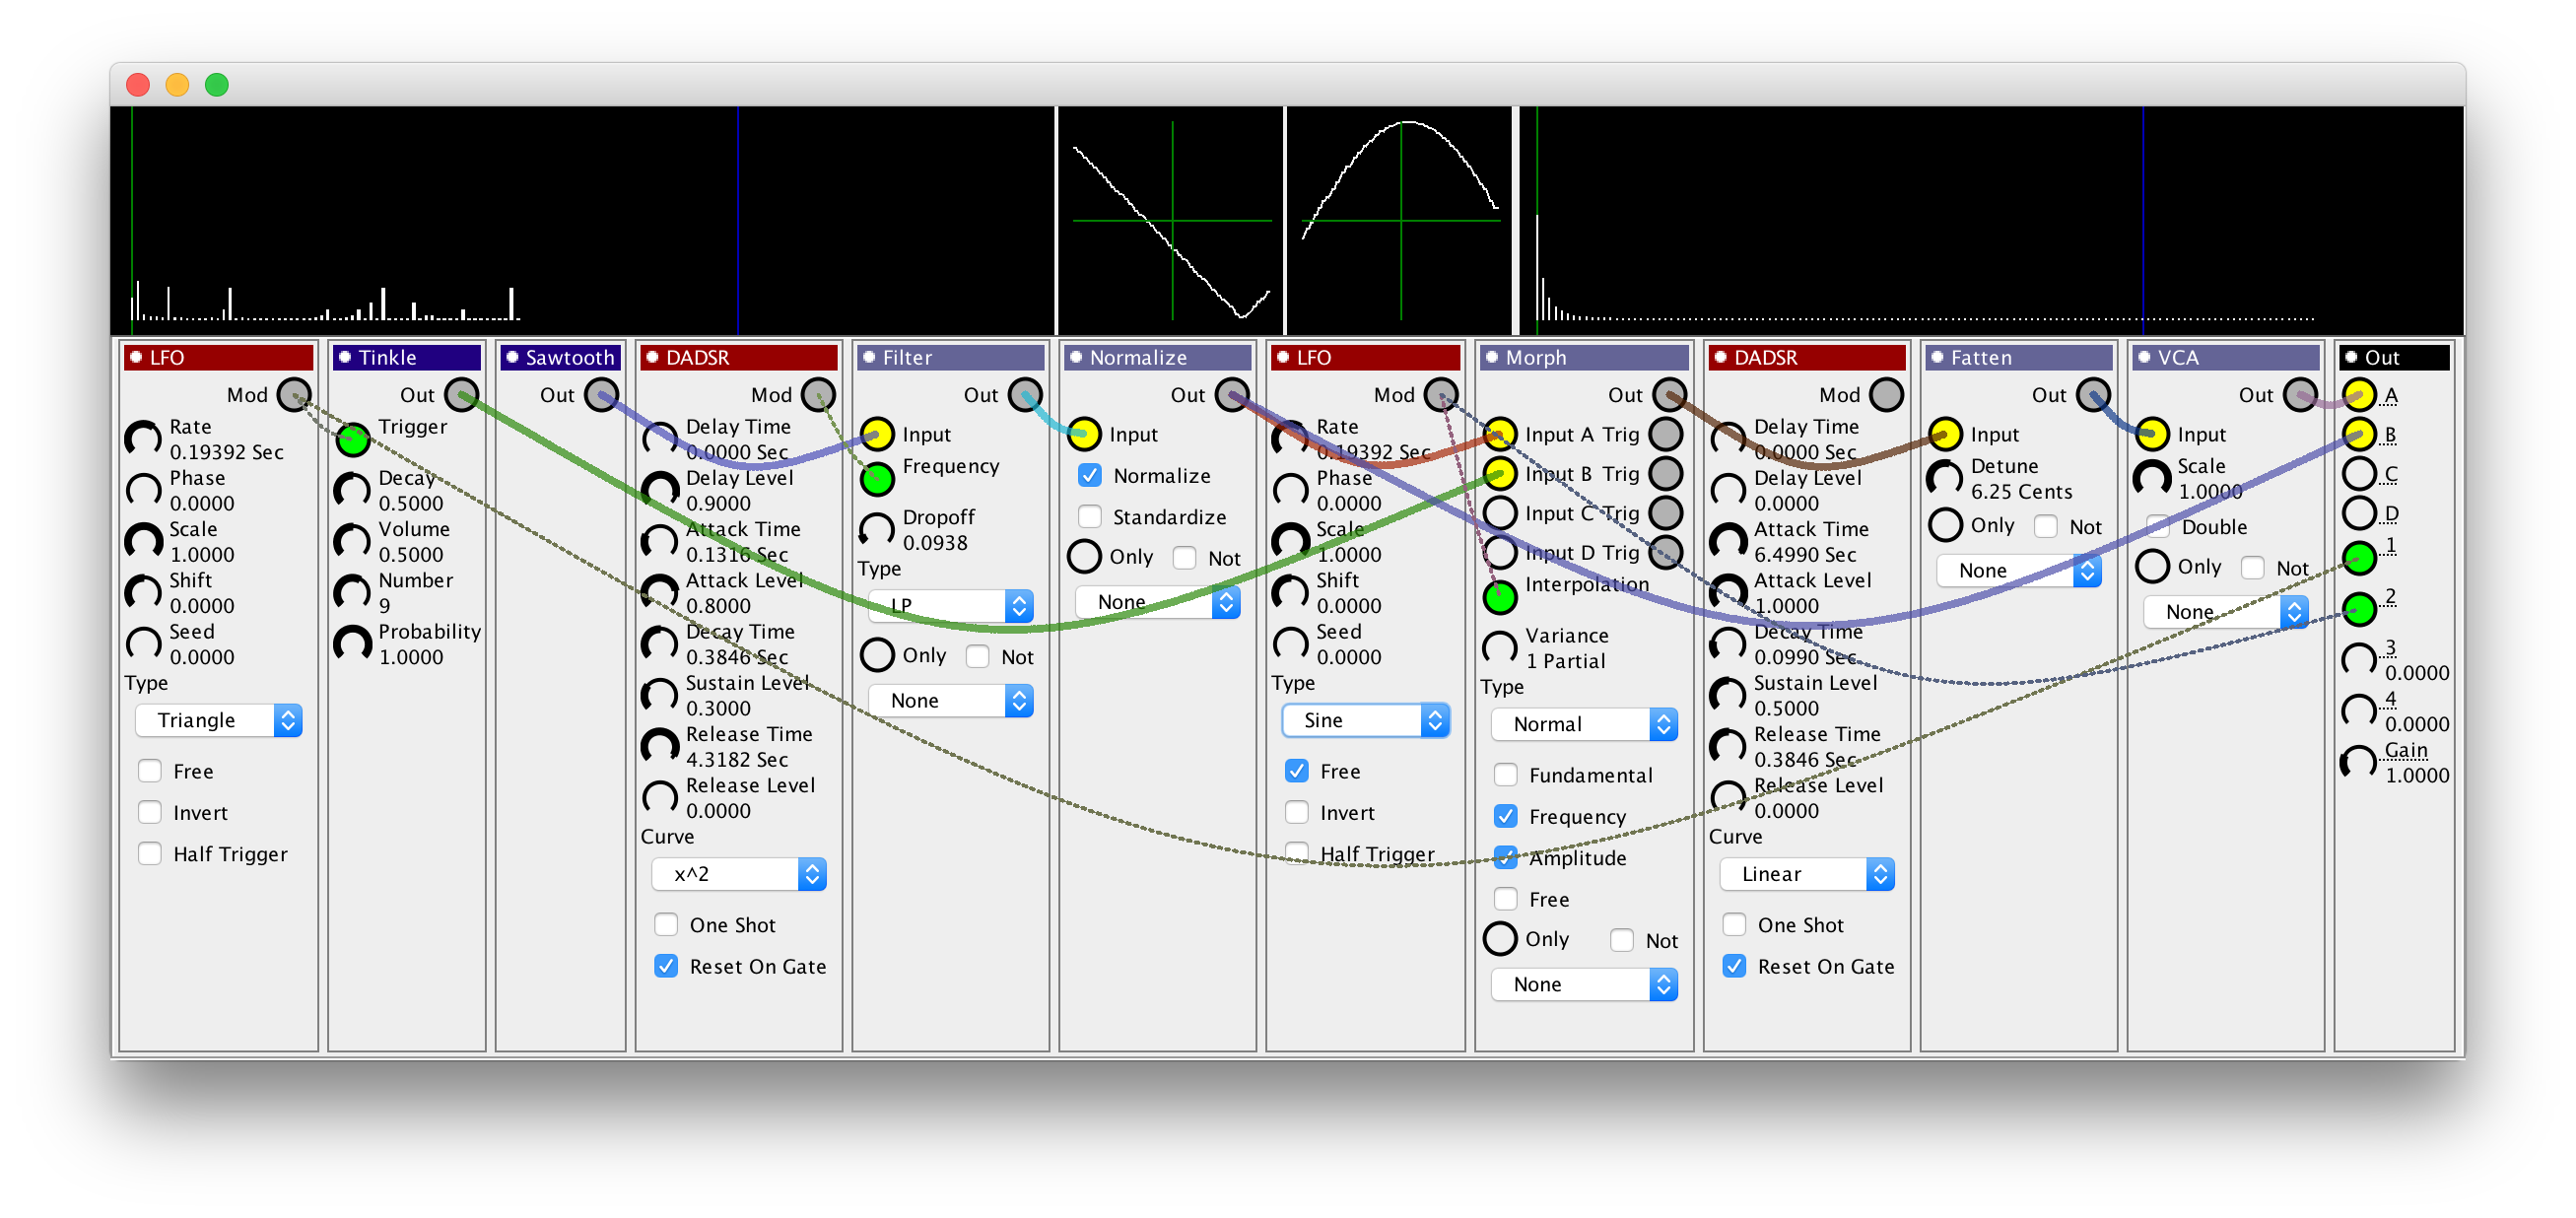 LFO
Mod
Rate
0.19392 Sec
Phase
0.0000
Scale
1.0000
Shift
0.0000
Seed
0.0000
Type
Triangle
Free
Invert
Half Trigger
Tinkle
Out
Trigger
Decay
0.5000
Volume
0.5000
Number
9
Probability
1.0000
Sawtooth
Out
DADSR
Mod
Delay Time
0.0000 Sec
Delay Level
0.9000
Attack Time
0.1316 Sec
Attack Level
0.8000
Decay Time
0.3846 Sec
Sustain Level
0.3000
Release Time
4.3182 Sec
Release Level
0.0000
Curve
x^2
One Shot
Reset On Gate
Filter
Out
Input
Frequency
Dropoff
0.0938
Type
LP
Only Not
None
Normalize
Out
Input
Normalize
Standardize
Only Not
None
LFO
Mod
Rate
0.19392 Sec
Phase
0.0000
Scale
1.0000
Shift
0.0000
Seed
0.0000
Type
Sine
Free
Invert
Half Trigger
Morph
Out
Input A Trig
Input B Trig
Input C Trig
Input D Trig
Interpolation
Variance
1 Partial
Type
Normal
Fundamental
Frequency
Amplitude
Free
Only Not
None
DADSR
Mod
Delay Time
0.0000 Sec
Delay Level
0.0000
Attack Time
6.4990 Sec
Attack Level
1.0000
Decay Time
0.0990 Sec
Sustain Level
0.5000
Release Time
0.3846 Sec
Release Level
0.0000
Curve
Linear
One Shot
Reset On Gate
Fatten
Out
Input
Detune
6.25 Cents
Only Not
None
VCA
Out
Input
Scale
1.0000
Double
Only Not
None
Out
A
B
C
D
1
2
3
0.0000
4
0.0000
Gain
1.0000